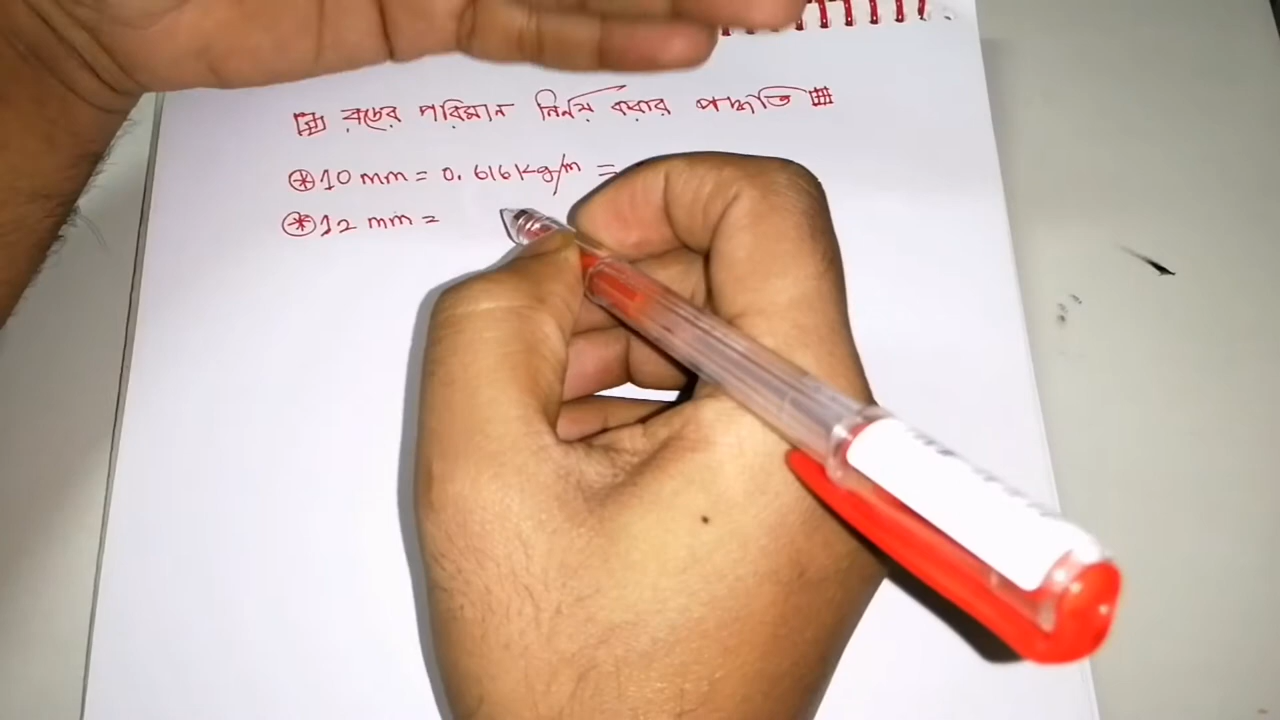 রডের পরিমান নির্নয় করার পদ্ধতি
10 mm = 0.616 kg/m =
12 mm =